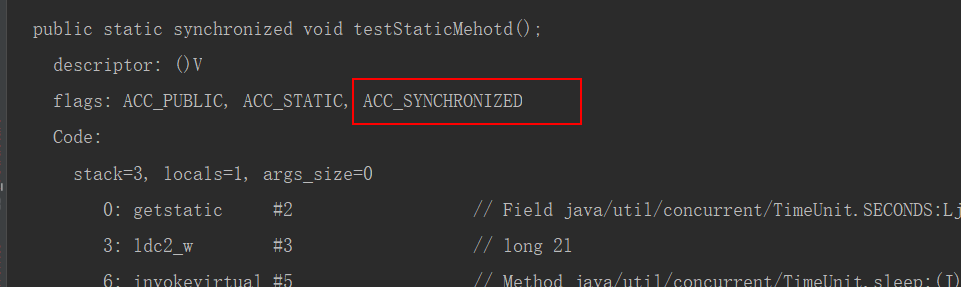 public static synchronized void testStaticMehotd();
descriptor: ()V
flags: ACC_PUBLIC, ACC_STATIC, ACC_SYNCHRONIZED
Code:
stack=3, locals=1, args_size=0
0: getstatic #2 // Field java/util/concurrent/TimeUnit.SECONDS:Lj
3: ldc2_w #3 // long 2l
6: invokevirtual #5 // Method java/util/concurrent/TimeUnit.sleep:(J)